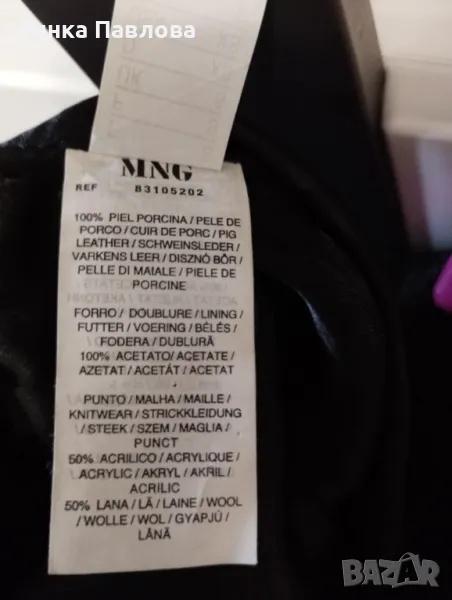 нка Павлова
MNG
REF 83105202
100% PIEL PORCINA / PELE DE
PORCO / CUIR DE PORC / PIG
LEATHER / SCHWEINSLEDER /
VARKENS LEER / DISZNÓ BŐR /
PELLE DI MAIALE / PIELE DE
PORCINE
FORRO / DOUBLURE / LINING /
FUTTER / VOERING / BÉLÉS /
FODERA / DUBLURĂ
100% ACETATO / ACETATE /
AZETAT / ACETÁT / ACETAT
PUNTO / MALHA / MAILLE /
KNITWEAR / STRICKKLEIDUNG
/ STEEK / SZEM / MAGLIA /
PUNCT
50% ACRILICO / ACRYLIQUE /
ACRYLIC / AKRYL / AKRIL /
ACRILIC
50% LANA / LÃ / LAINE / WOOL
/ WOLLE / WOL / GYAPJÚ /
LÂNĂ
BAZAR